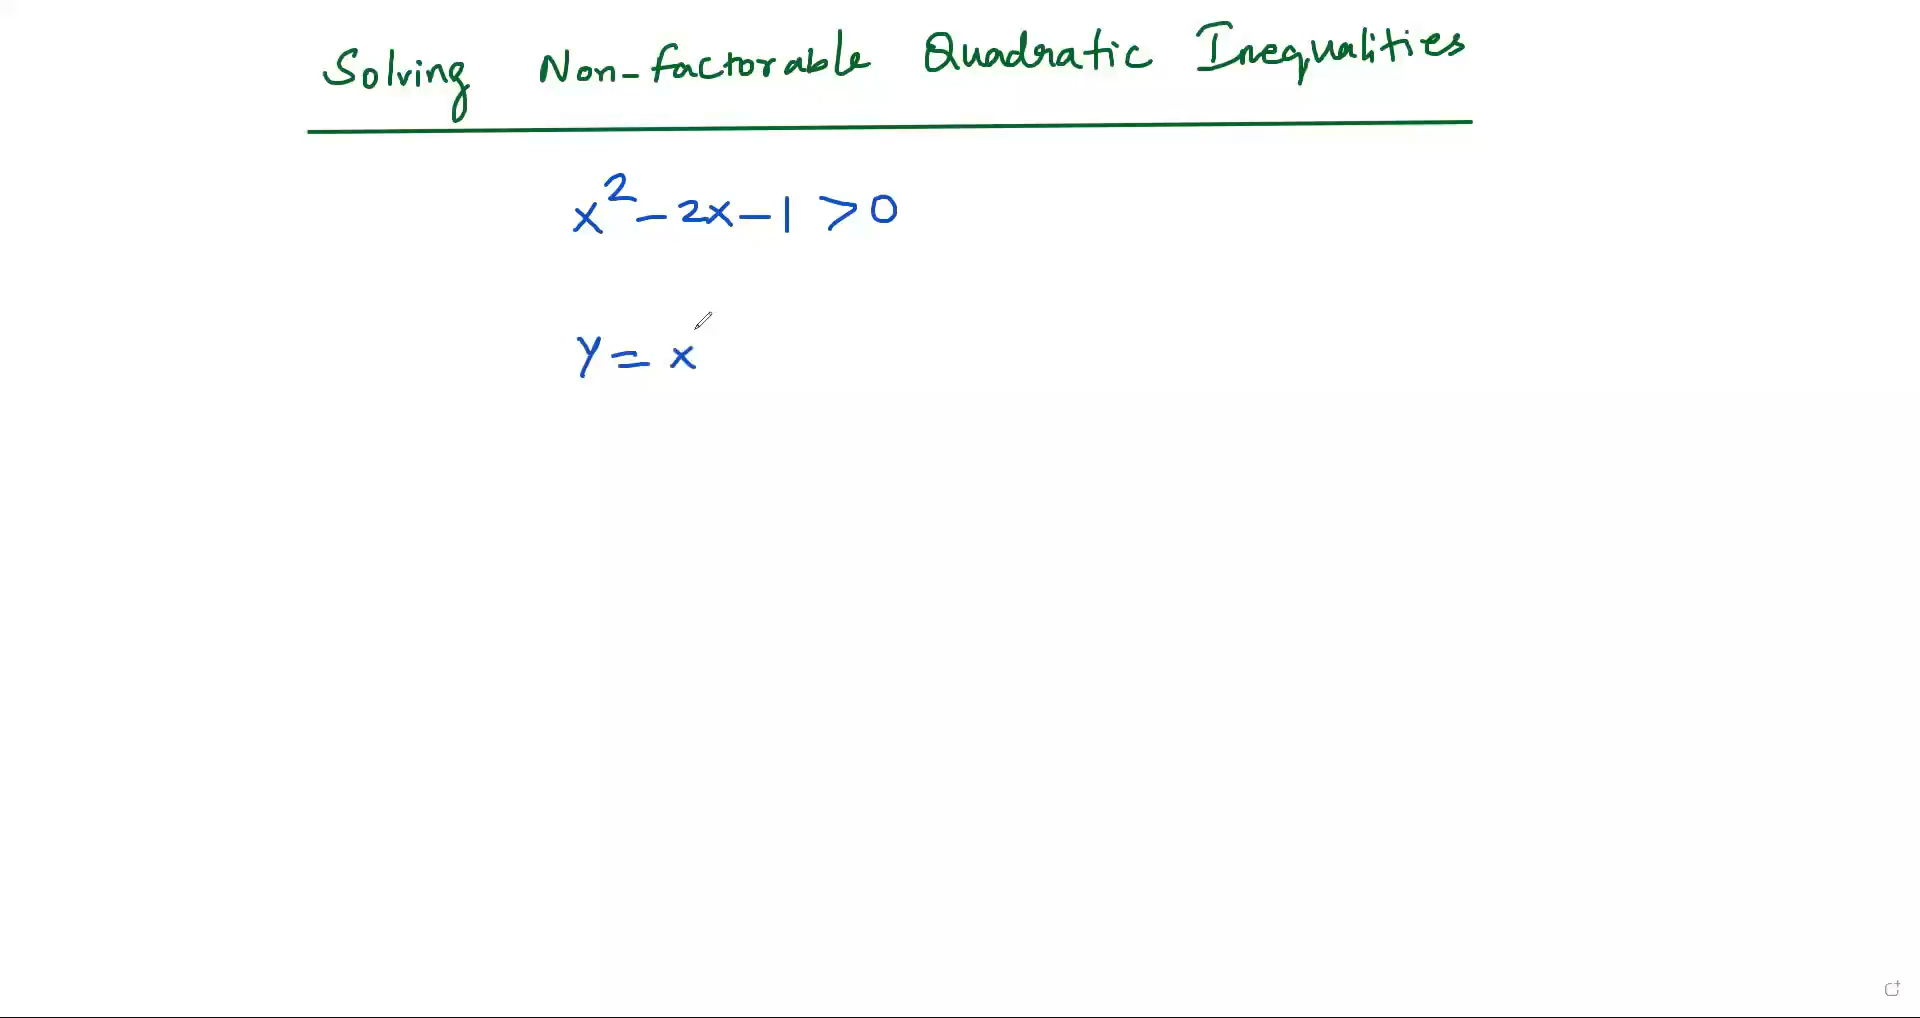 Solving Non-factorable Quadratic Inequalities
x² - 2x - 1 > 0
y = x